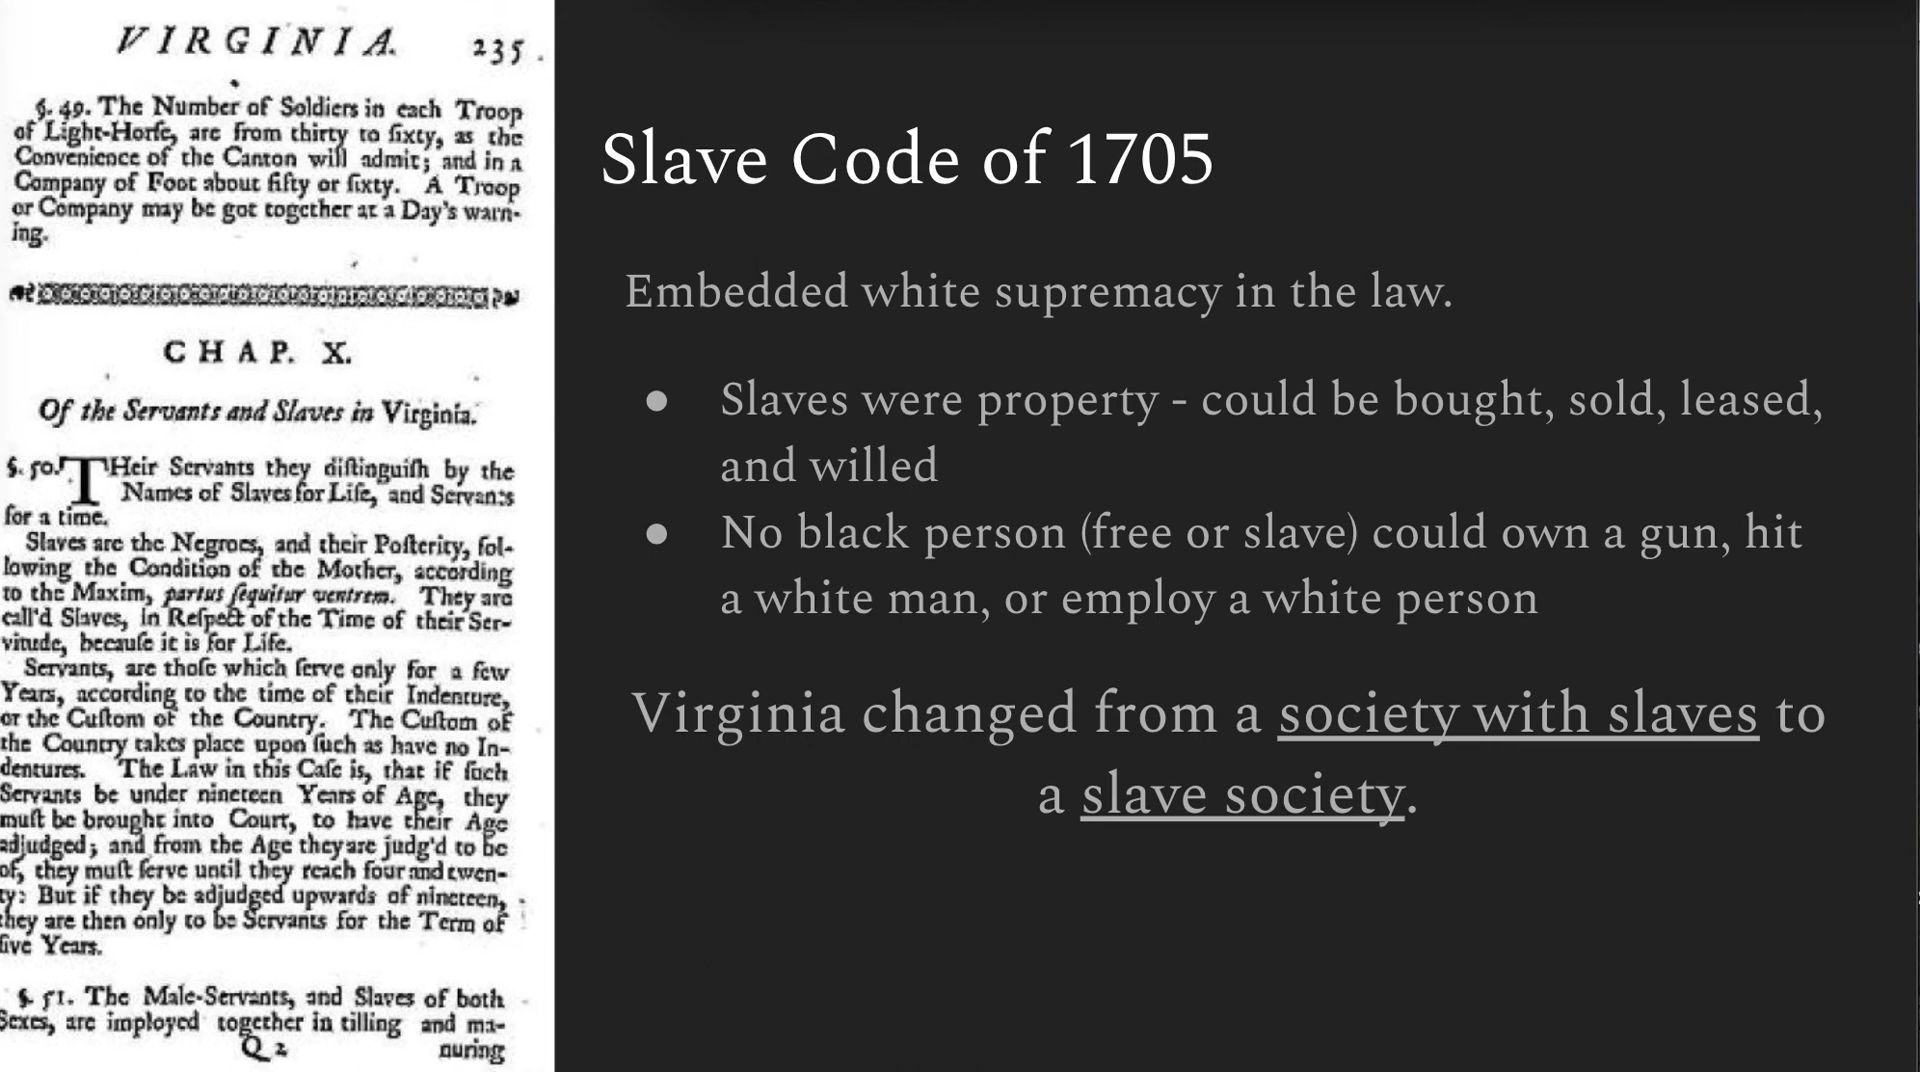 VIRGINIA. 235
§. 49. The Number of Soldiers in each Troop
of Light-Horſe, are from thirty to ſixty, as the
Convenience of the Canton will admit; and in a
Company of Foot about fifty or ſixty. A Troop
or Company may be got together at a Day's warn-
ing.
CHAP. X.
Of the Servants and Slaves in Virginia.
§. 50. THeir Servants they diſtinguiſh by the
Names of Slaves for Life, and Servants
for a time.
Slaves are the Negroes, and their Poſterity, fol-
lowing the Condition of the Mother, according
to the Maxim, partus ſequitur ventrem. They are
call'd Slaves, in Reſpect of the Time of their Ser-
vitude, becauſe it is for Life.
Servants, are thoſe which ſerve only for a few
Years, according to the time of their Indenture,
or the Cuſtom of the Country. The Cuſtom of
the Country takes place upon ſuch as have no In-
dentures. The Law in this Caſe is, that if ſuch
Servants be under nineteen Years of Age, they
muſt be brought into Court, to have their Age
adjudged; and from the Age they are judg'd to be
of, they muſt ſerve until they reach four and twen-
ty: But if they be adjudged upwards of nineteen,
they are then only to be Servants for the Term of
five Years.
§. 51. The Male-Servants, and Slaves of both
Sexes, are imployed together in tilling and ma-
Q 2 nuring
Slave Code of 1705
Embedded white supremacy in the law.
● Slaves were property - could be bought, sold, leased,
and willed
● No black person (free or slave) could own a gun, hit
a white man, or employ a white person
Virginia changed from a society with slaves to
a slave society.